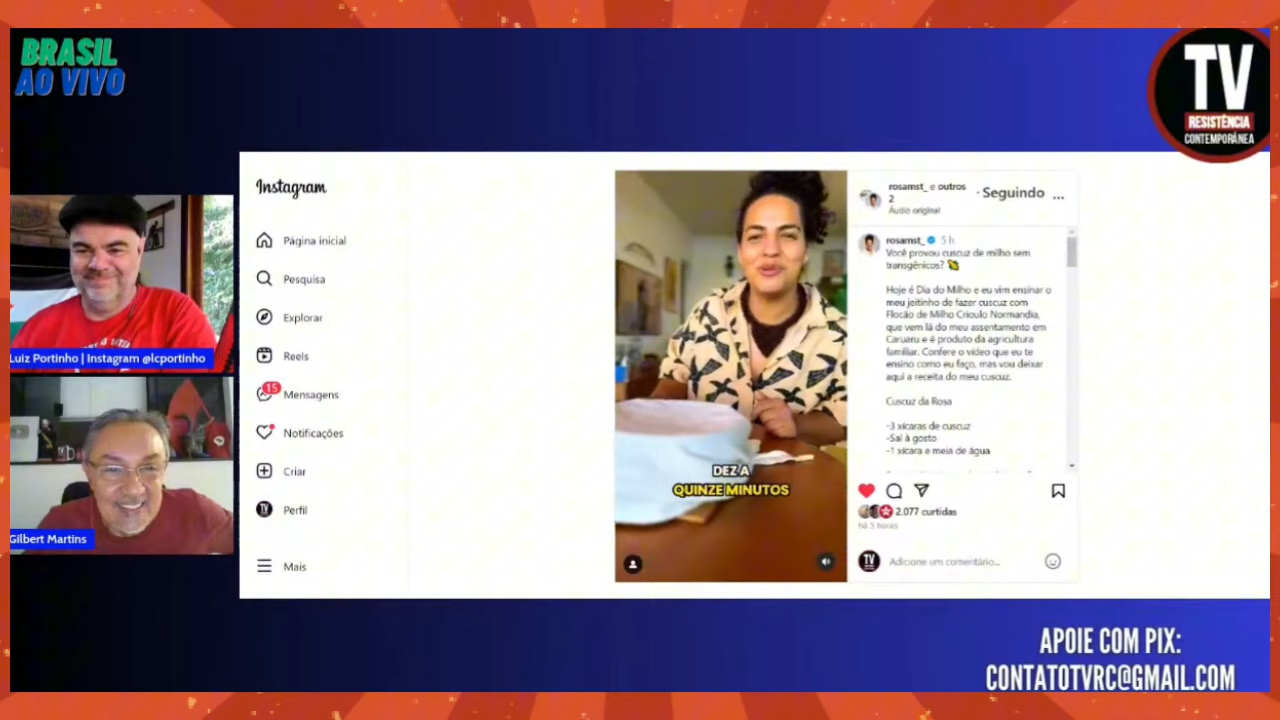 BRASIL
AO VIVO
TV
RESISTÊNCIA
CONTEMPORÂNEA
Luiz Portinho | Instagram @lcportinho
Gilbert Martins
Instagram
Página inicial
Pesquisa
Explorar
Reels
15
Mensagens
Notificações
Criar
Perfil
Mais
DEZ A
QUINZE MINUTOS
rosamst_ e outros
2
Áudio original
· Seguindo ...
rosamst_ 5 h
Você provou cuscuz de milho sem
transgênicos? 🌽
Hoje é Dia do Milho e eu vim ensinar o
meu jeitinho de fazer cuscuz com
Flocão de Milho Crioulo Normandia,
que vem lá do meu assentamento em
Caruaru e é produto da agricultura
familiar. Confere o vídeo que eu te
ensino como eu faço, mas vou deixar
aqui a receita do meu cuscuz.
Cuscuz da Rosa
-3 xícaras de cuscuz
-Sal à gosto
-1 xícara e meia de água
2.077 curtidas
há 5 horas
Adicione um comentário...
APOIE COM PIX:
CONTATOTVRC@GMAIL.COM